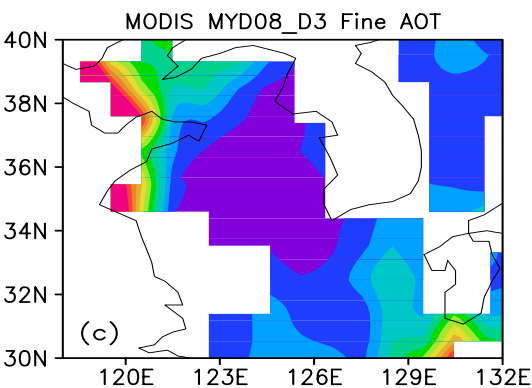 MODIS MYD08_D3 Fine AOT
40N
38N
36N
34N
32N
30N
(c)
120E 123E 126E 129E 132E